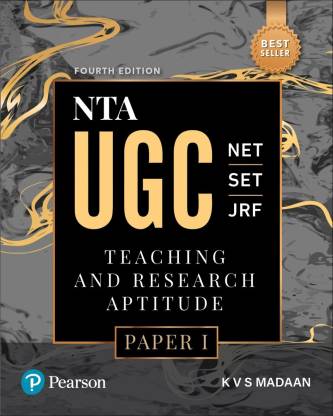 BEST
SELLER
FOURTH EDITION
NTA
UGC
NET
SET
JRF
TEACHING
AND RESEARCH
APTITUDE
PAPER I
Pearson
K V S MADAAN